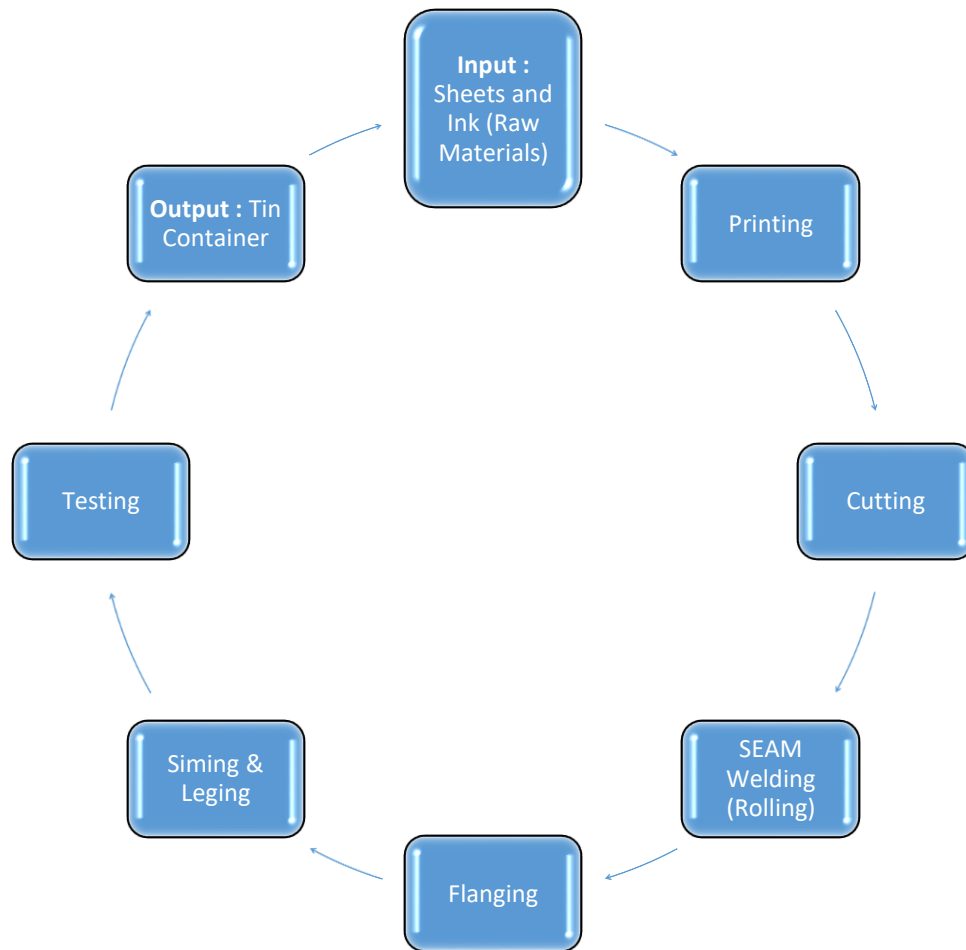 Input :
Sheets and
Ink (Raw
Materials)
Printing
Cutting
SEAM
Welding
(Rolling)
Flanging
Siming &
Leging
Testing
Output : Tin
Container